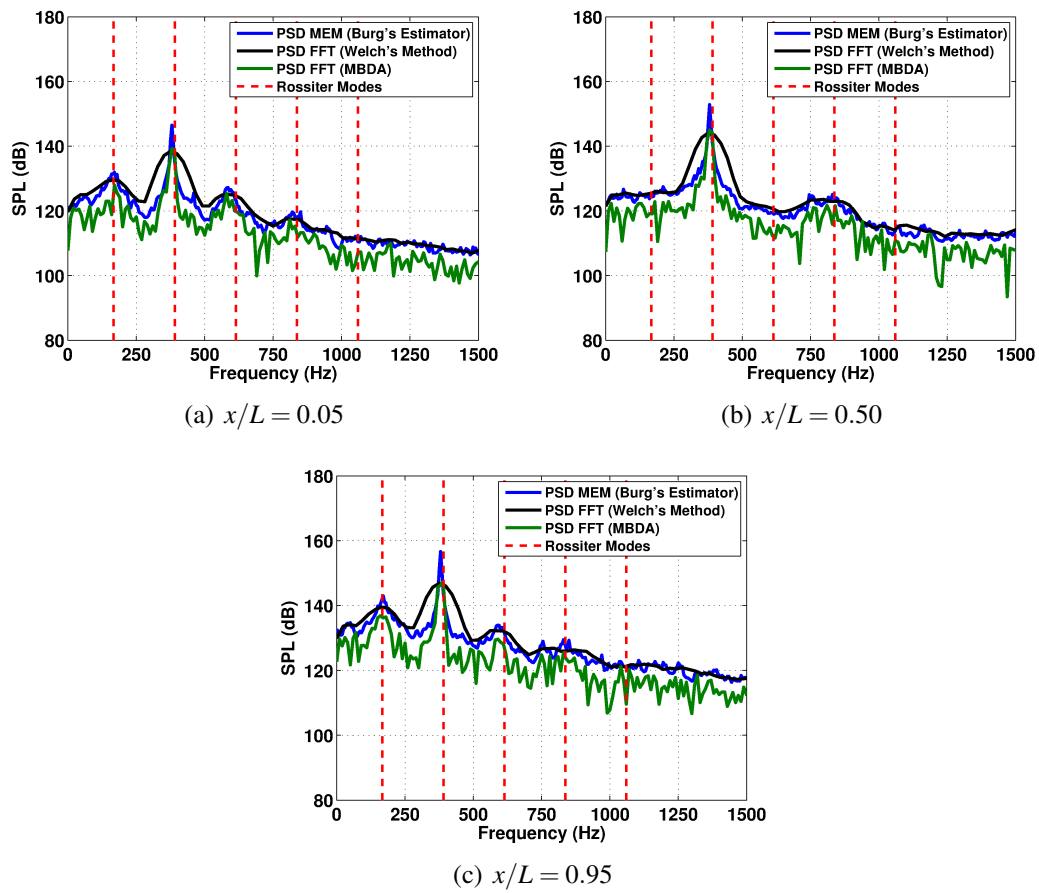 PSD MEM (Burg's Estimator)
PSD FFT (Welch's Method)
PSD FFT (MBDA)
Rossiter Modes
180
160
140
120
100
80
SPL (dB)
0 250 500 750 1000 1250 1500
Frequency (Hz)
(a) x/L = 0.05
PSD MEM (Burg's Estimator)
PSD FFT (Welch's Method)
PSD FFT (MBDA)
Rossiter Modes
180
160
140
120
100
80
SPL (dB)
0 250 500 750 1000 1250 1500
Frequency (Hz)
(b) x/L = 0.50
PSD MEM (Burg's Estimator)
PSD FFT (Welch's Method)
PSD FFT (MBDA)
Rossiter Modes
180
160
140
120
100
80
SPL (dB)
0 250 500 750 1000 1250 1500
Frequency (Hz)
(c) x/L = 0.95